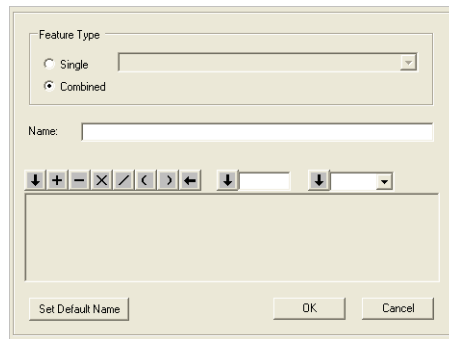 Feature Type
Single
Combined
Name:
Set Default Name OK Cancel